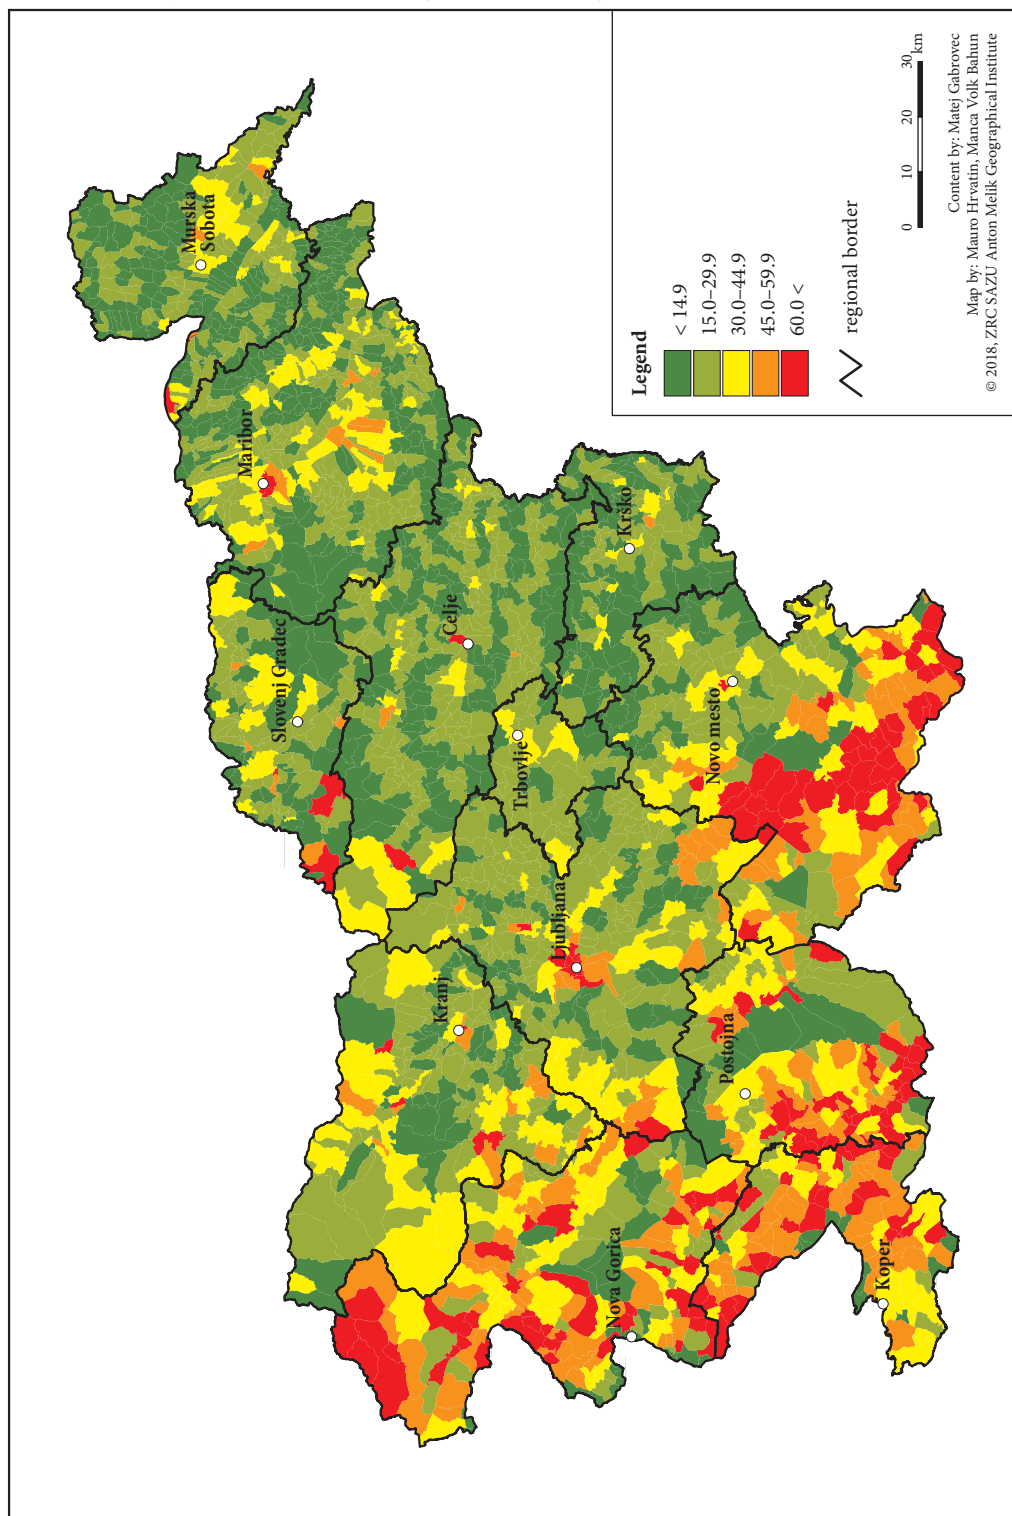 Murska
Sobota
Maribor
Slovenj Gradec
Celje
Krško
Trbovlje
Novo mesto
Ljubljana
Kranj
Postojna
Nova Gorica
Koper
Legend
< 14.9
15.0–29.9
30.0–44.9
45.0–59.9
60.0 <
regional border
0 10 20 30
km
Content by: Matej Gabrovec
Map by: Mauro Hrvatin, Manca Volk Bahun
© 2018, ZRC SAZU Anton Melik Geographical Institute